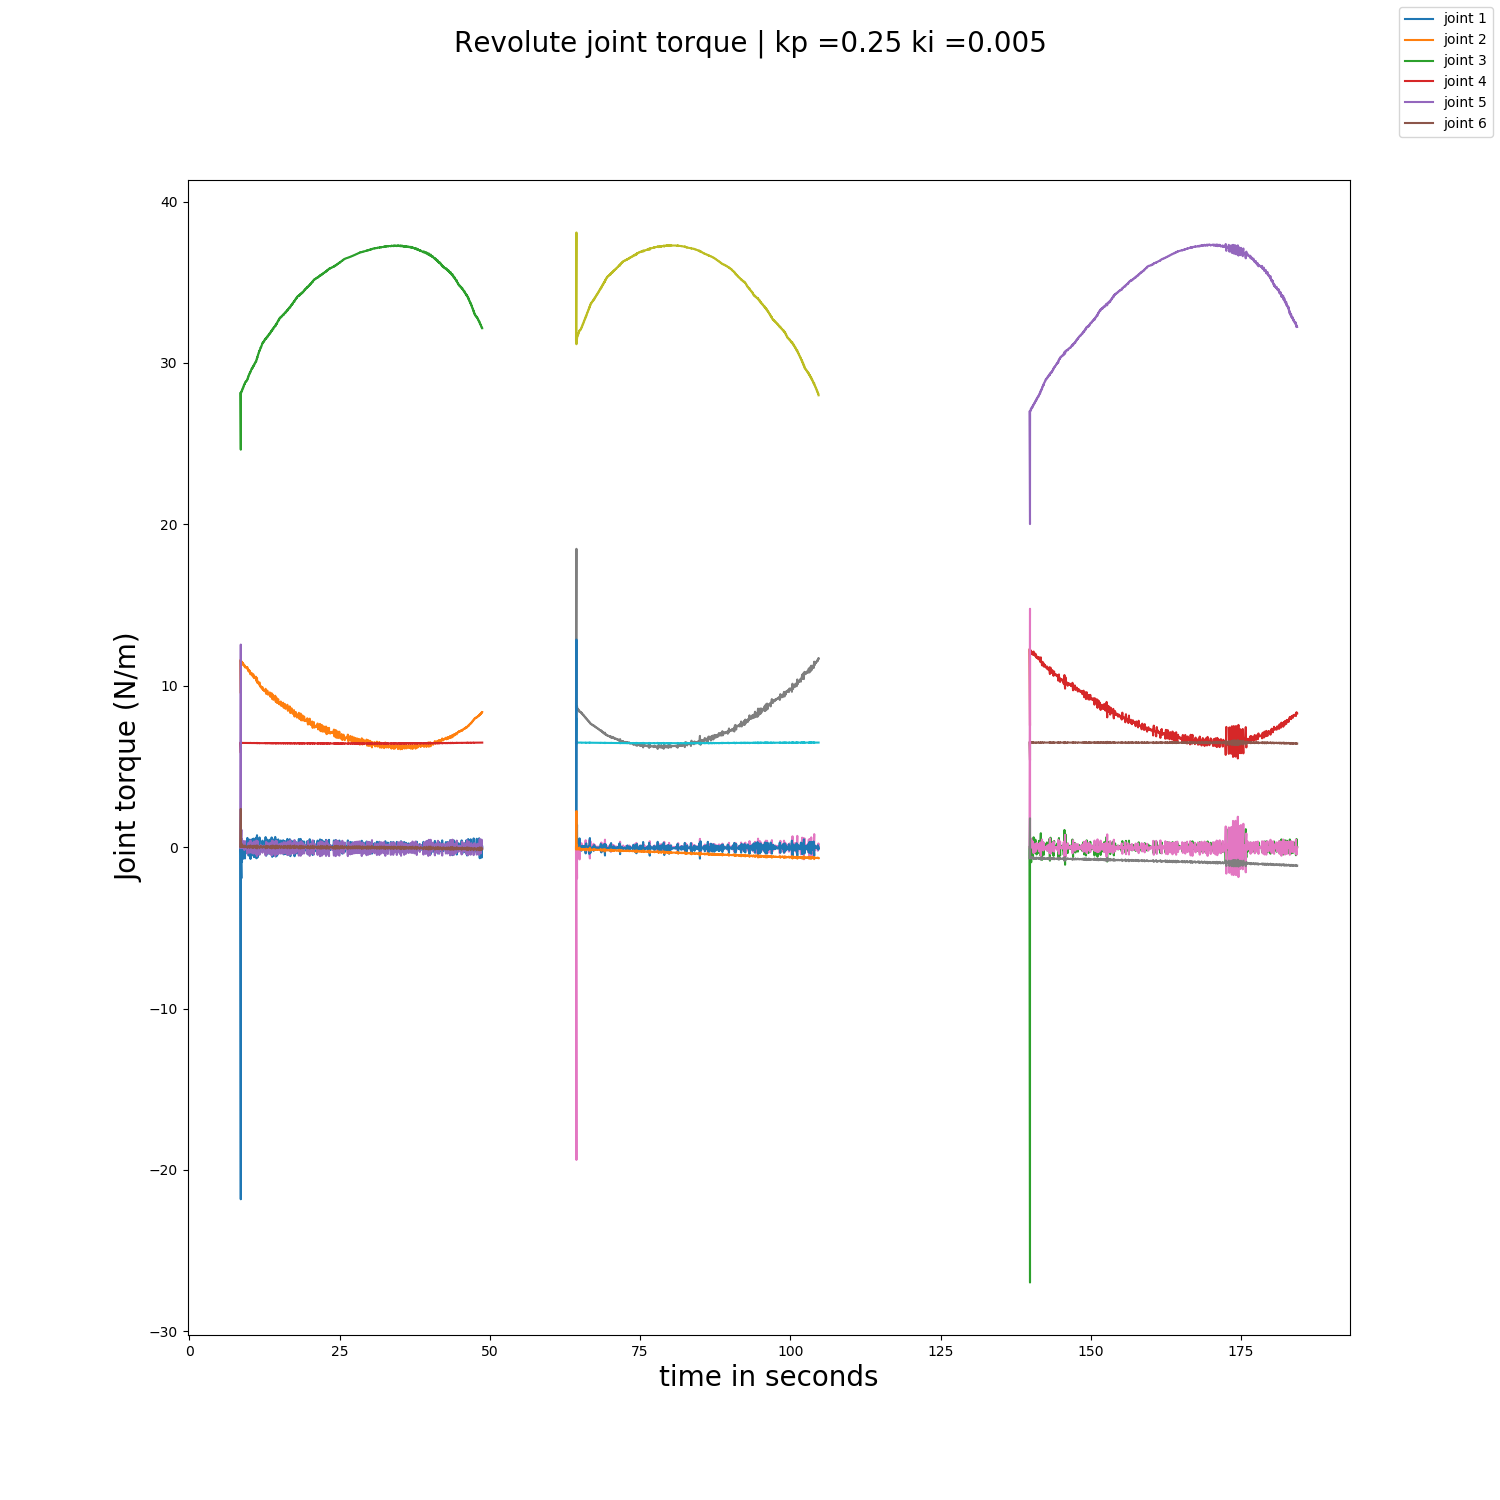 Revolute joint torque | kp =0.25 ki =0.005
joint 1
joint 2
joint 3
joint 4
joint 5
joint 6
Joint torque (N/m)
40
30
20
10
0
−10
−20
−30
0
25
50
75
100
125
150
175
time in seconds